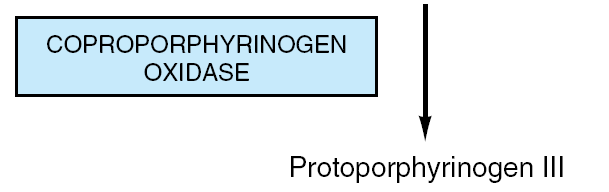 COPROPORPHYRINOGEN
OXIDASE
Protoporphyrinogen III